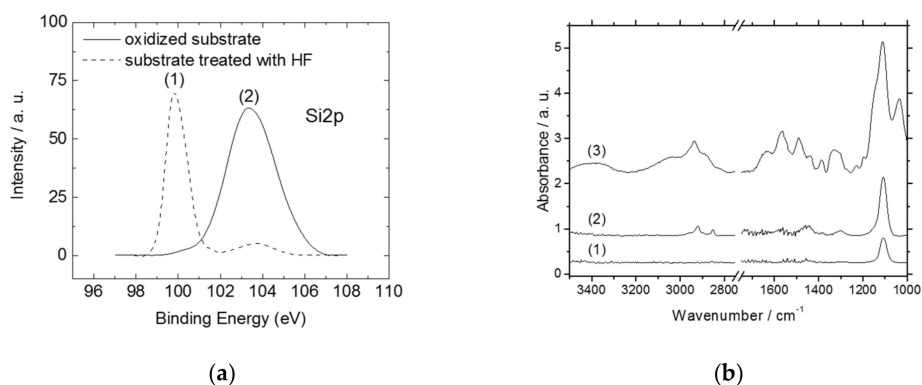 100
75
50
25
0
Intensity / a. u.
oxidized substrate
substrate treated with HF
(1)
(2)
Si2p
96 98 100 102 104 106 108 110
Binding Energy (eV)
(a)
5
4
3
2
1
0
Absorbance / a. u.
(3)
(2)
(1)
3400 3200 3000 2800 1600 1400 1200 1000
Wavenumber / cm⁻¹
(b)